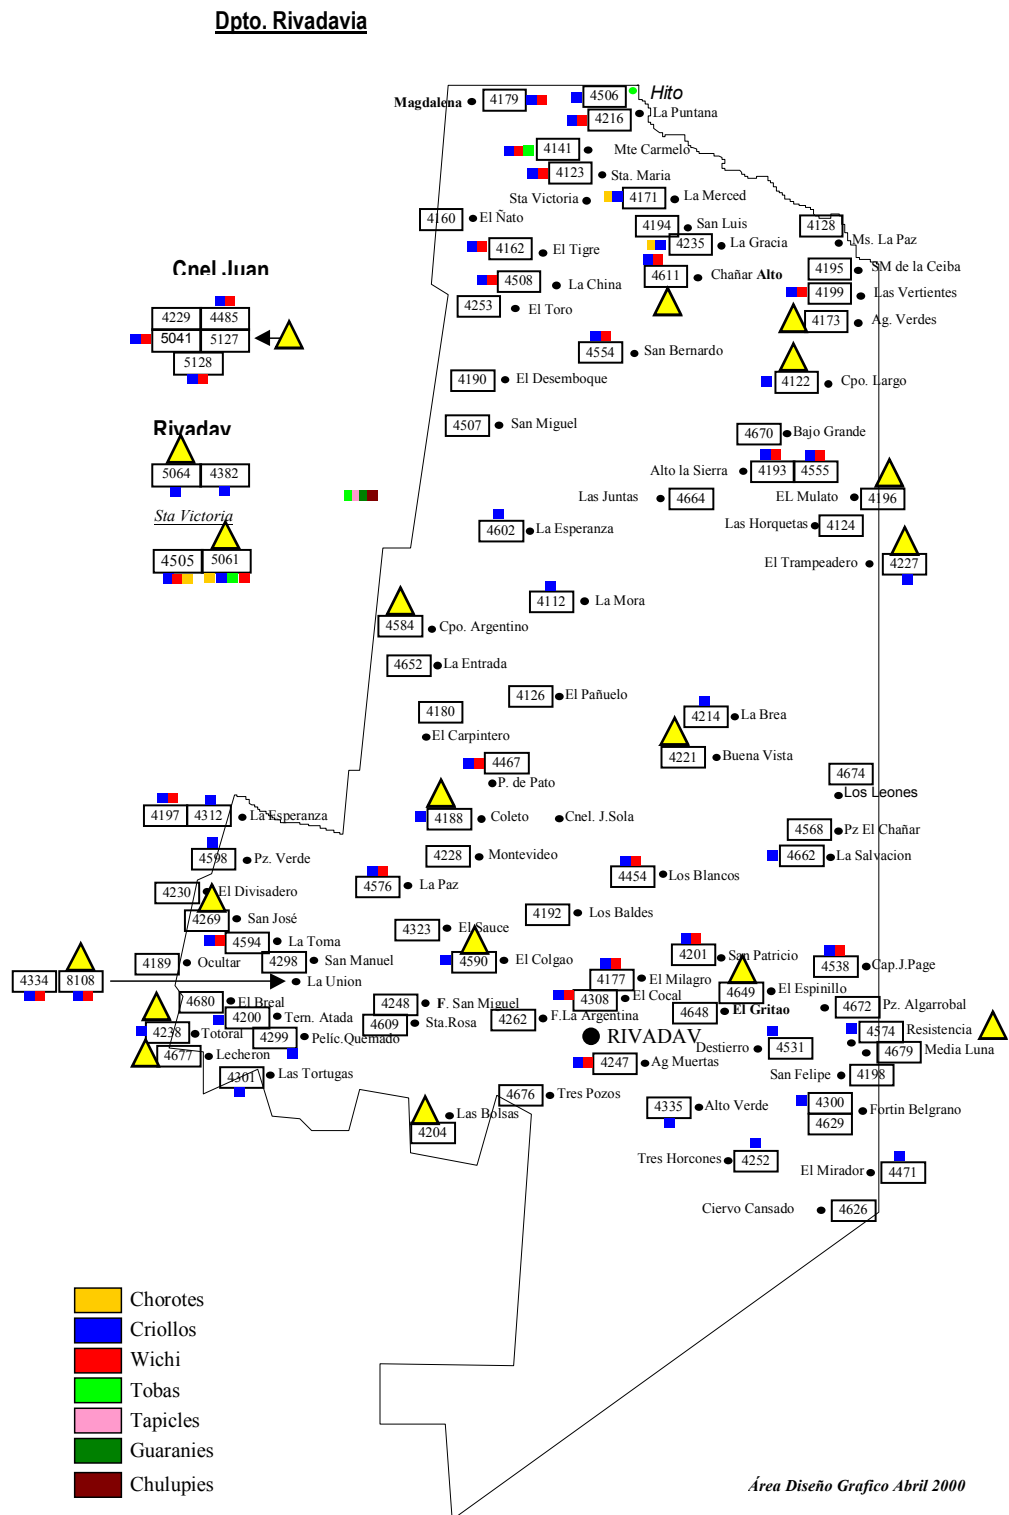 Dpto. Rivadavia
Magdalena
4179
4506
Hito
4216
La Puntana
4141
Mte Carmelo
4123
Sta. Maria
Sta Victoria
4171
La Merced
4160
El Ñato
4194
San Luis
4128
Ms. La Paz
4162
El Tigre
4235
La Gracia
4611
Chañar Alto
4195
SM de la Ceiba
4508
La China
4199
Las Vertientes
4253
El Toro
4173
Ag. Verdes
Cnel Juan
4229
4485
5041
5127
5128
4554
San Bernardo
4190
El Desemboque
4122
Cpo. Largo
4507
San Miguel
4670
Bajo Grande
Rivadav
5064
4382
Alto la Sierra
4193
4555
Las Juntas
4664
EL Mulato
4196
Sta Victoria
4505
5061
4602
La Esperanza
Las Horquetas
4124
El Trampeadero
4227
4112
La Mora
4584
Cpo. Argentino
4652
La Entrada
4126
El Pañuelo
4180
El Carpintero
4214
La Brea
4221
Buena Vista
4467
P. de Pato
4674
Los Leones
4197
4312
La Esperanza
4188
Coleto
Cnel. J.Sola
4568
Pz El Chañar
4598
Pz. Verde
4228
Montevideo
4662
La Salvacion
4230
El Divisadero
4576
La Paz
4454
Los Blancos
4269
San José
4323
El Sauce
4192
Los Baldes
4594
La Toma
4189
Ocultar
4298
San Manuel
4590
El Colgao
4201
San Patricio
4538
Cap.J.Page
4334
8108
La Union
4177
El Milagro
4649
El Espinillo
4680
El Breal
4248
F. San Miguel
4308
El Cocal
4648
El Gritao
4672
Pz. Algarrobal
4200
Tern. Atada
4609
Sta.Rosa
4262
F.La Argentina
4238
Totoral
4299
Pelic.Quemado
RIVADAV
Destierro
4531
4574
Resistencia
4679
Media Luna
4677
Lecheron
4247
Ag Muertas
4301
Las Tortugas
San Felipe
4198
4676
Tres Pozos
4335
Alto Verde
4300
4629
Fortin Belgrano
4204
Las Bolsas
Tres Horcones
4252
El Mirador
4471
Ciervo Cansado
4626
Chorotes
Criollos
Wichi
Tobas
Tapicles
Guaranies
Chulupies
Área Diseño Grafico Abril 2000